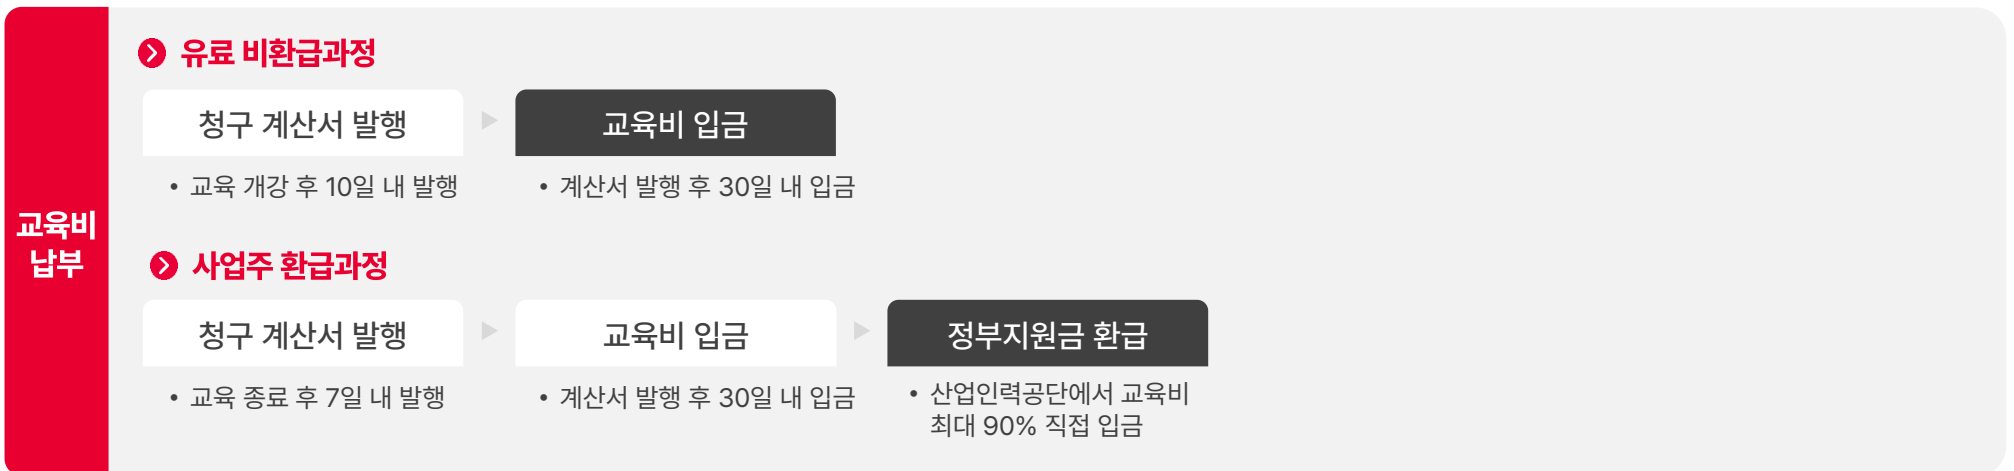 교육비
납부
유료 비환급과정
청구 계산서 발행
교육비 입금
• 교육 개강 후 10일 내 발행
• 계산서 발행 후 30일 내 입금
사업주 환급과정
청구 계산서 발행
교육비 입금
정부지원금 환급
• 교육 종료 후 7일 내 발행
• 계산서 발행 후 30일 내 입금
• 산업인력공단에서 교육비
최대 90% 직접 입금